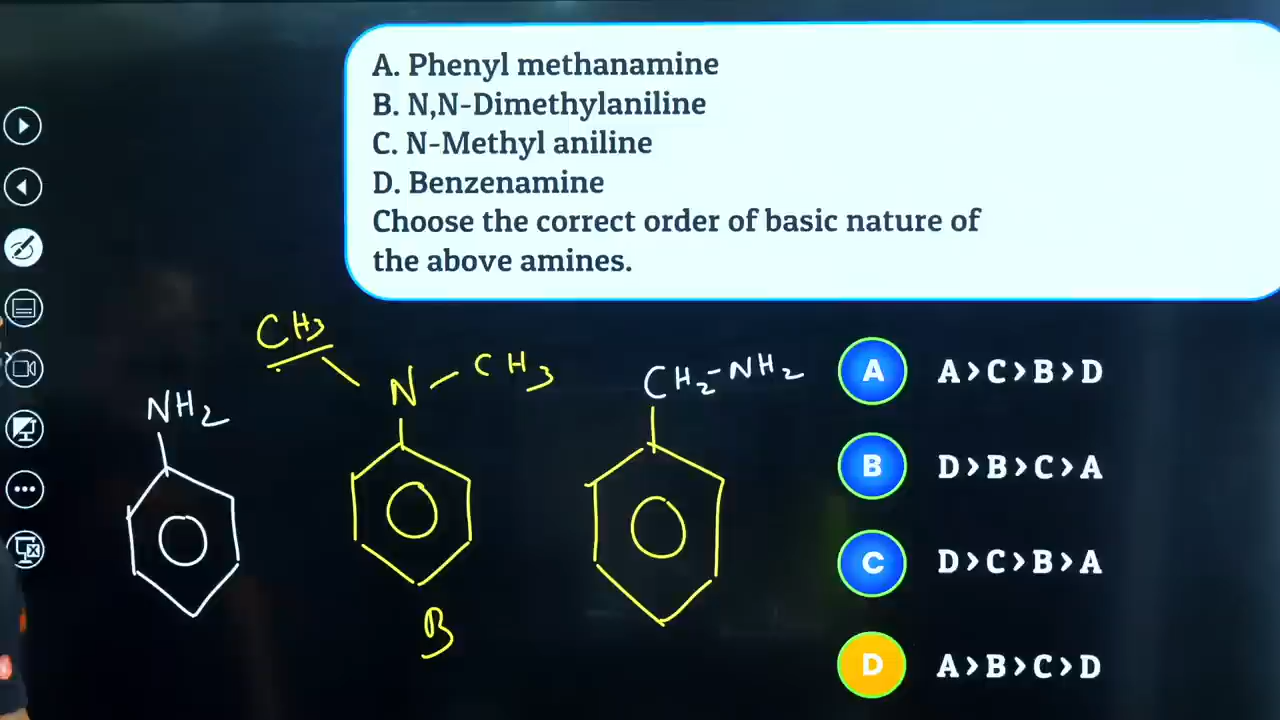 A. Phenyl methanamine
B. N,N-Dimethylaniline
C. N-Methyl aniline
D. Benzenamine
Choose the correct order of basic nature of
the above amines.
CH3
N-CH3
CH2-NH2
NH2
B
A A>C>B>D
B D>B>C>A
C D>C>B>A
D A>B>C>D